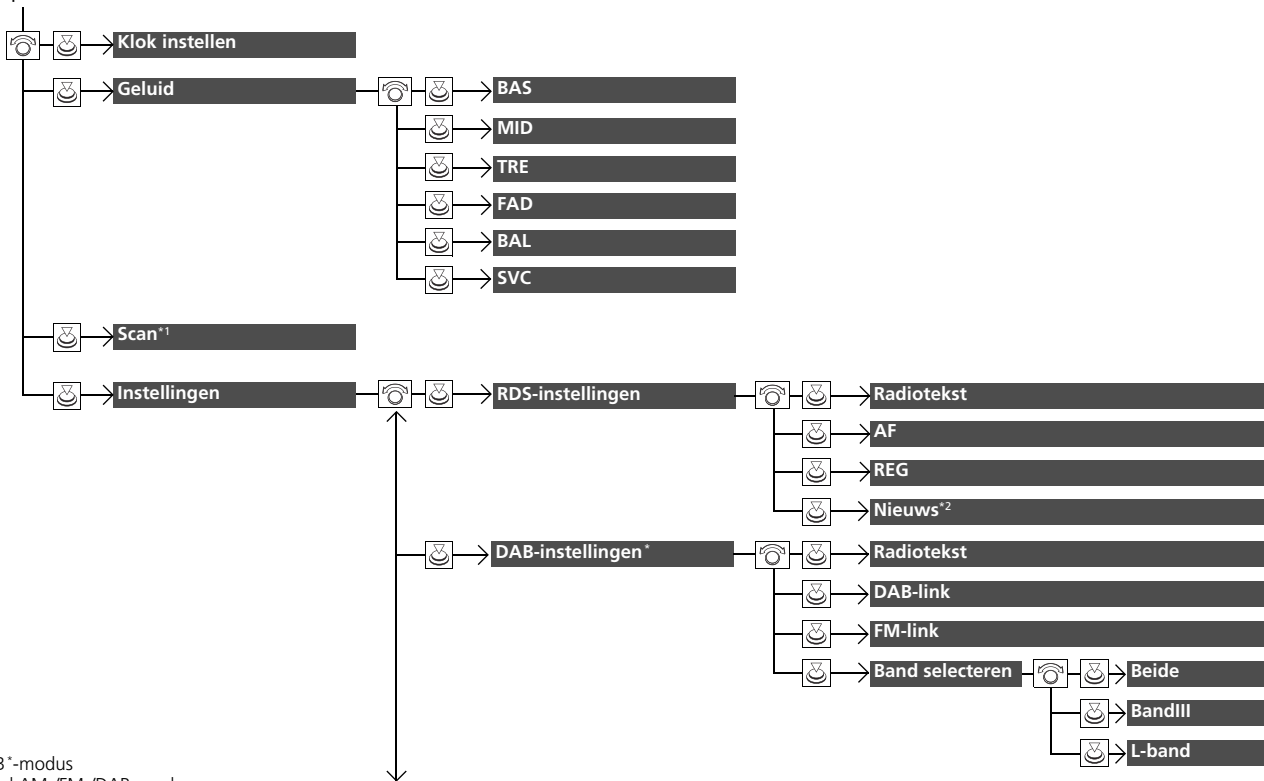 Klok instellen
Geluid
BAS
MID
TRE
FAD
BAL
SVC
Scan*1
Instellingen
RDS-instellingen
Radiotekst
AF
REG
Nieuws*2
DAB-instellingen*
Radiotekst
DAB-link
FM-link
Band selecteren
Beide
BandIII
L-band
*-modus